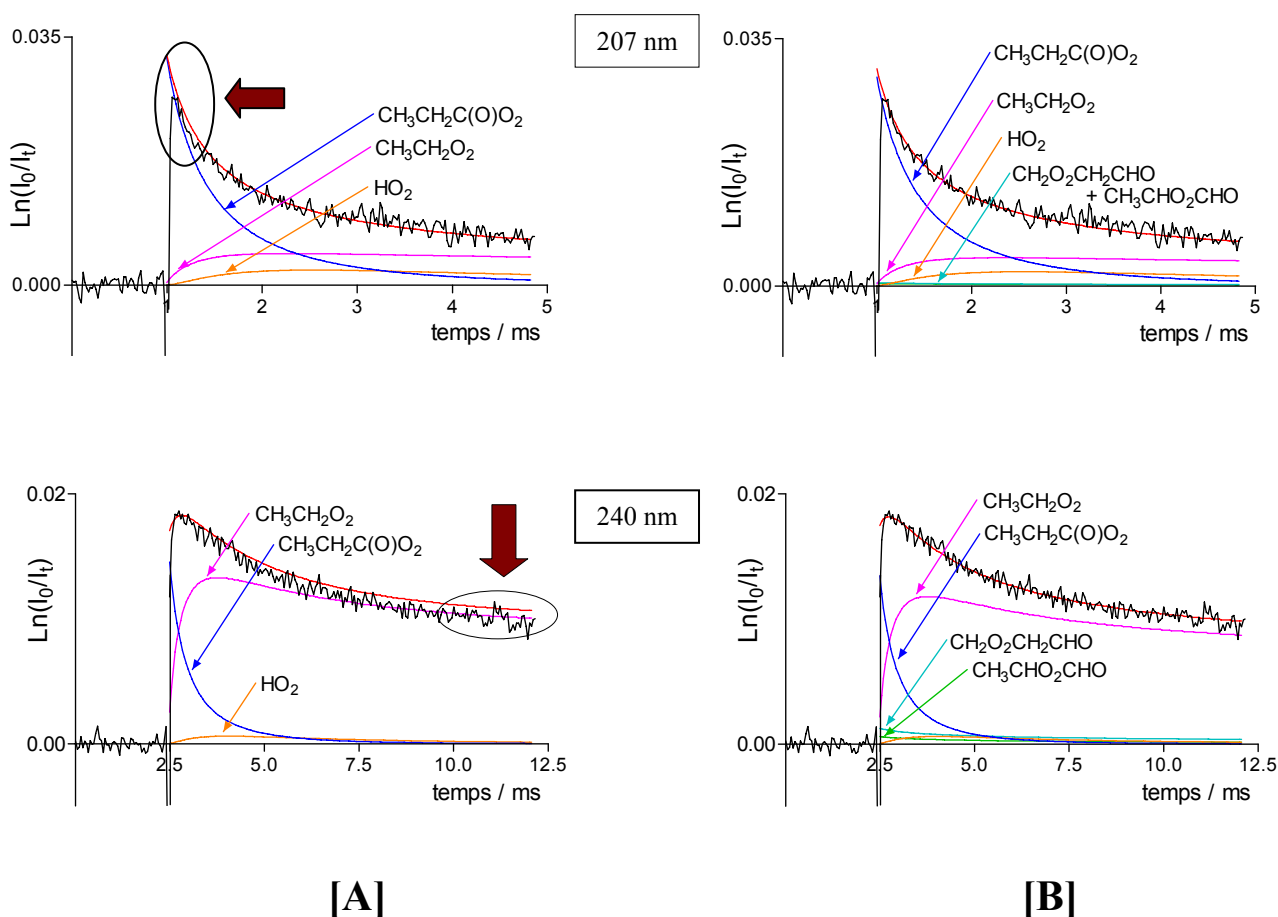 0.035
CH₃CH₂C(O)O₂
CH₃CH₂O₂
HO₂
Ln(I₀/Iₜ)
0.000
1 2 3 4 5
temps / ms
207 nm
0.035
CH₃CH₂C(O)O₂
CH₃CH₂O₂
HO₂
CH₂O₂CH₂CHO
+ CH₃CHO₂CHO
Ln(I₀/Iₜ)
0.000
1 2 3 4 5
temps / ms
0.02
CH₃CH₂O₂
CH₃CH₂C(O)O₂
HO₂
Ln(I₀/Iₜ)
0.00
2.5 5.0 7.5 10.0 12.5
temps / ms
240 nm
0.02
CH₃CH₂O₂
CH₃CH₂C(O)O₂
CH₂O₂CH₂CHO
CH₃CHO₂CHO
Ln(I₀/Iₜ)
0.00
2.5 5.0 7.5 10.0 12.5
temps / ms
[A]
[B]